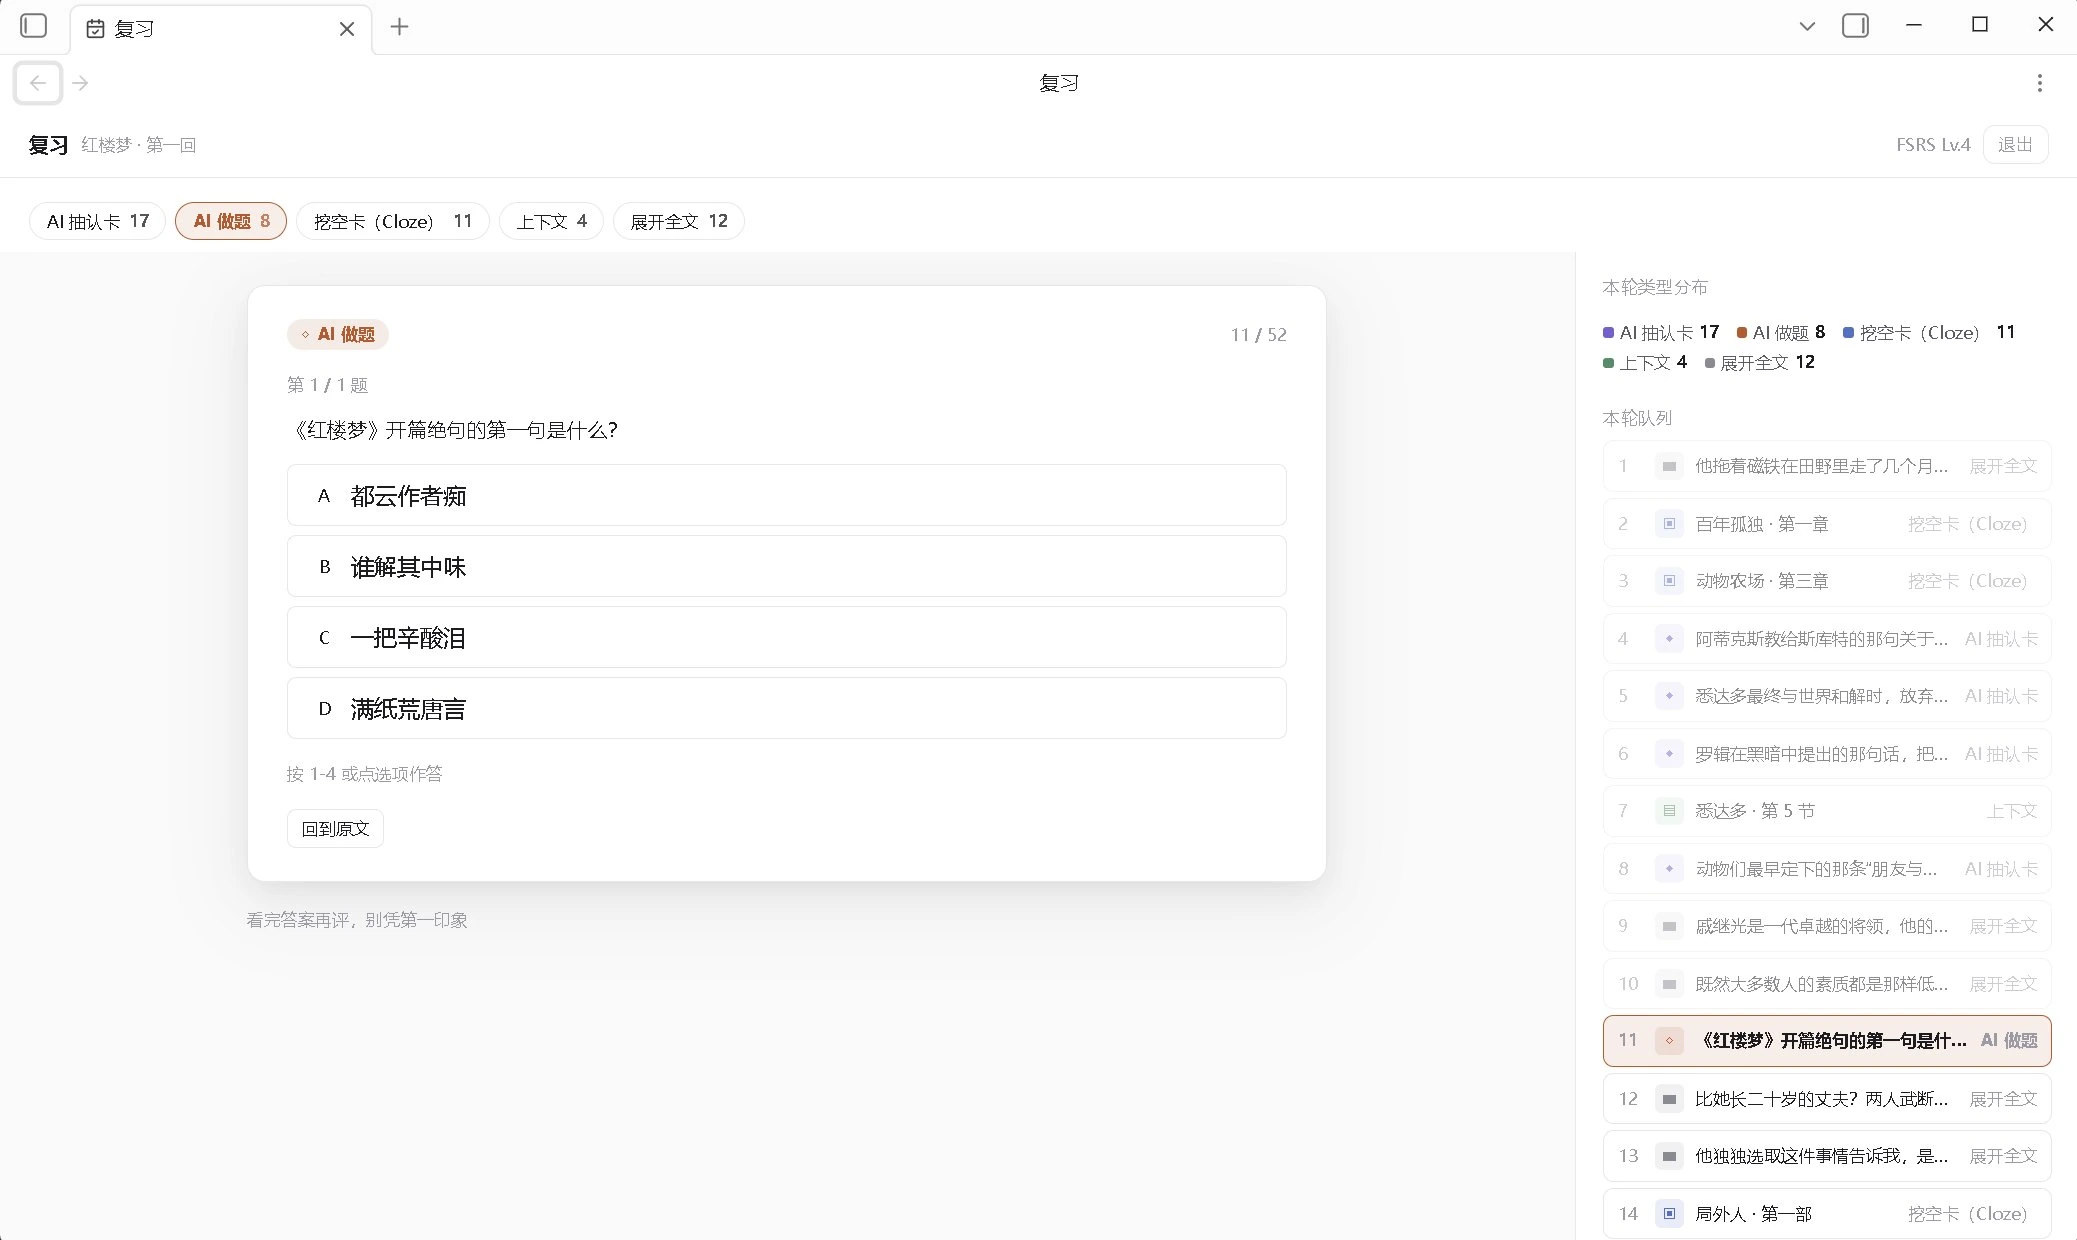 复习
复习
复习 红楼梦 · 第一回
FSRS Lv.4 退出
AI 抽认卡 17 AI 做题 8 挖空卡（Cloze） 11 上下文 4 展开全文 12
AI 做题 11 / 52
第 1 / 1 题
《红楼梦》开篇绝句的第一句是什么？
A 都云作者痴
B 谁解其中味
C 一把辛酸泪
D 满纸荒唐言
按 1-4 或点选项作答
回到原文
看完答案再评，别凭第一印象
本轮类型分布
AI 抽认卡 17 AI 做题 8 挖空卡（Cloze） 11
上下文 4 展开全文 12
本轮队列
1 他拖着磁铁在田野里走了几个月... 展开全文
2 百年孤独 · 第一章 挖空卡（Cloze）
3 动物农场 · 第三章 挖空卡（Cloze）
4 阿蒂克斯教给斯库特的那句关于... AI 抽认卡
5 悉达多最终与世界和解时，放弃... AI 抽认卡
6 罗辑在黑暗中提出的那句话，把... AI 抽认卡
7 悉达多 · 第 5 节 上下文
8 动物们最早定下的那条“朋友与... AI 抽认卡
9 戚继光是一代卓越的将领，他的... 展开全文
10 既然大多数人的素质都是那样低... 展开全文
11 《红楼梦》开篇绝句的第一句是什... AI 做题
12 比她长二十岁的丈夫？两人武断... 展开全文
13 他独独选取这件事情告诉我，是... 展开全文
14 局外人 · 第一部 挖空卡（Cloze）